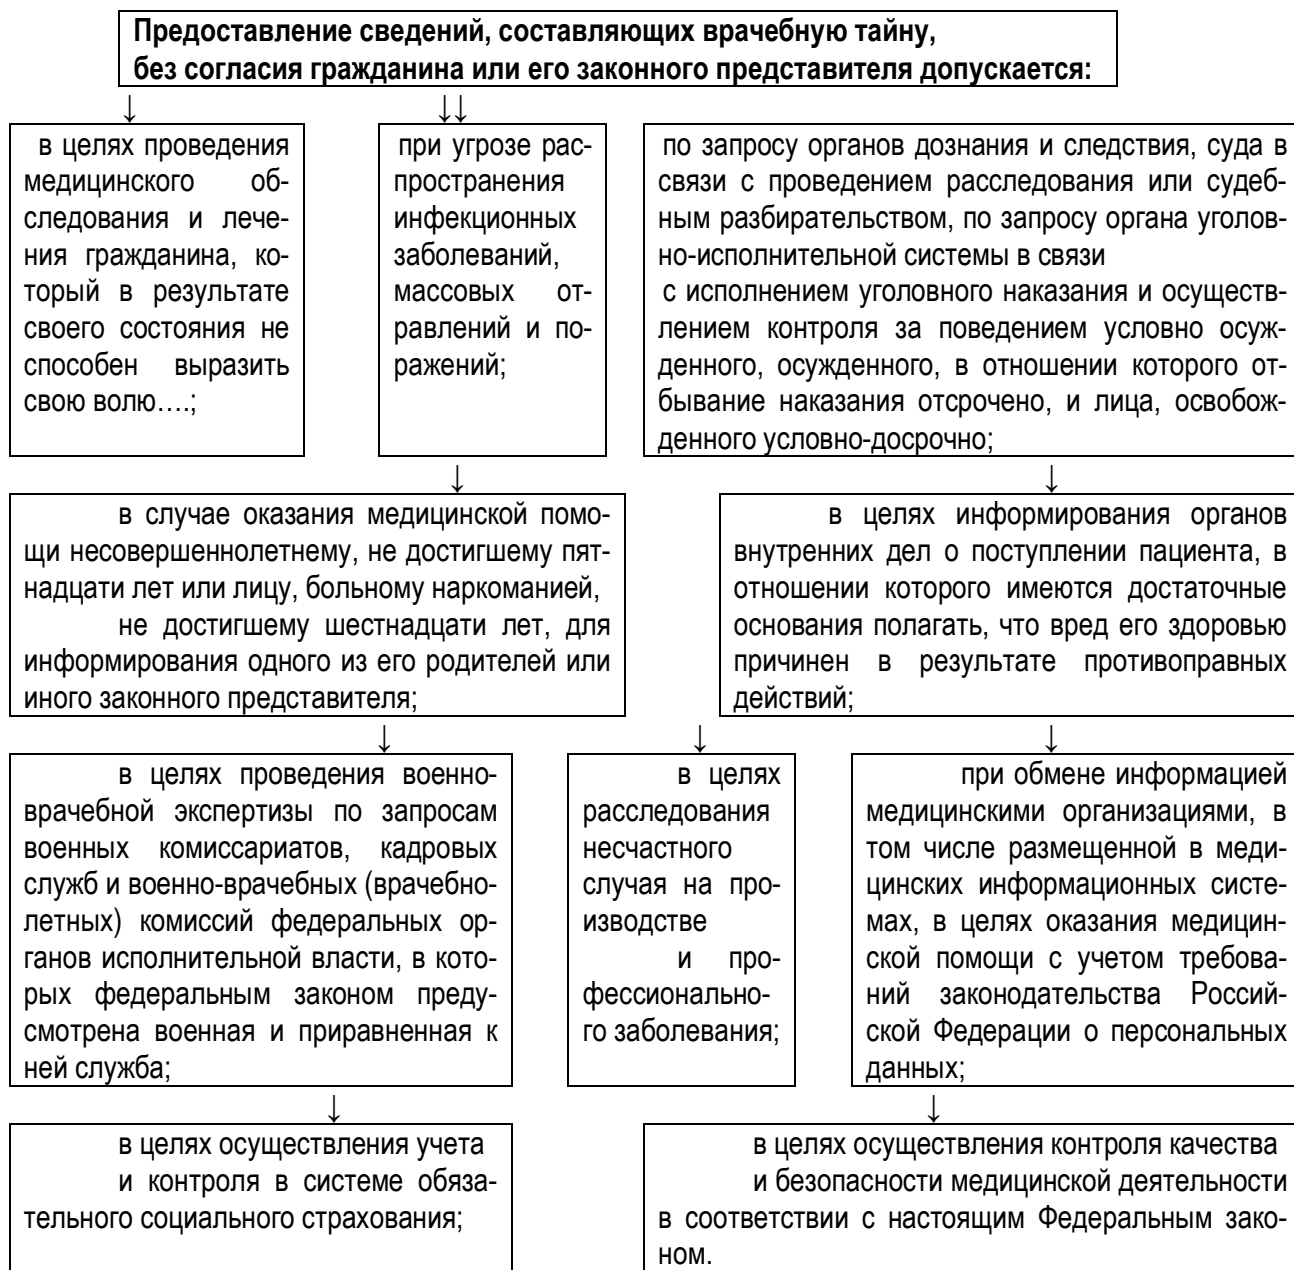 Предоставление сведений, составляющих врачебную тайну,
без согласия гражданина или его законного представителя допускается:
↓ ↓↓
в целях проведения
медицинского об-
следования и лече-
ния гражданина, ко-
торый в результате
своего состояния не
способен выразить
свою волю….;
при угрозе рас-
пространения
инфекционных
заболеваний,
массовых от-
равлений и по-
ражений;
по запросу органов дознания и следствия, суда в
связи с проведением расследования или судеб-
ным разбирательством, по запросу органа уголов-
но-исполнительной системы в связи
с исполнением уголовного наказания и осуществ-
лением контроля за поведением условно осуж-
денного, осужденного, в отношении которого от-
бывание наказания отсрочено, и лица, освобож-
денного условно-досрочно;
↓ ↓
в случае оказания медицинской помо-
щи несовершеннолетнему, не достигшему пят-
надцати лет или лицу, больному наркоманией,
не достигшему шестнадцати лет, для
информирования одного из его родителей или
иного законного представителя;
в целях информирования органов
внутренних дел о поступлении пациента, в
отношении которого имеются достаточные
основания полагать, что вред его здоровью
причинен в результате противоправных
действий;
↓ ↓ ↓
в целях проведения военно-
врачебной экспертизы по запросам
военных комиссариатов, кадровых
служб и военно-врачебных (врачебно-
летных) комиссий федеральных ор-
ганов исполнительной власти, в кото-
рых федеральным законом преду-
смотрена военная и приравненная к
ней служба;
в целях
расследования
несчастного
случая на про-
изводстве
и про-
фессионально-
го заболевания;
при обмене информацией
медицинскими организациями, в
том числе размещенной в меди-
цинских информационных систе-
мах, в целях оказания медицин-
ской помощи с учетом требова-
ний законодательства Россий-
ской Федерации о персональных
данных;
↓ ↓
в целях осуществления учета
и контроля в системе обяза-
тельного социального страхования;
в целях осуществления контроля качества
и безопасности медицинской деятельности
в соответствии с настоящим Федеральным зако-
ном.